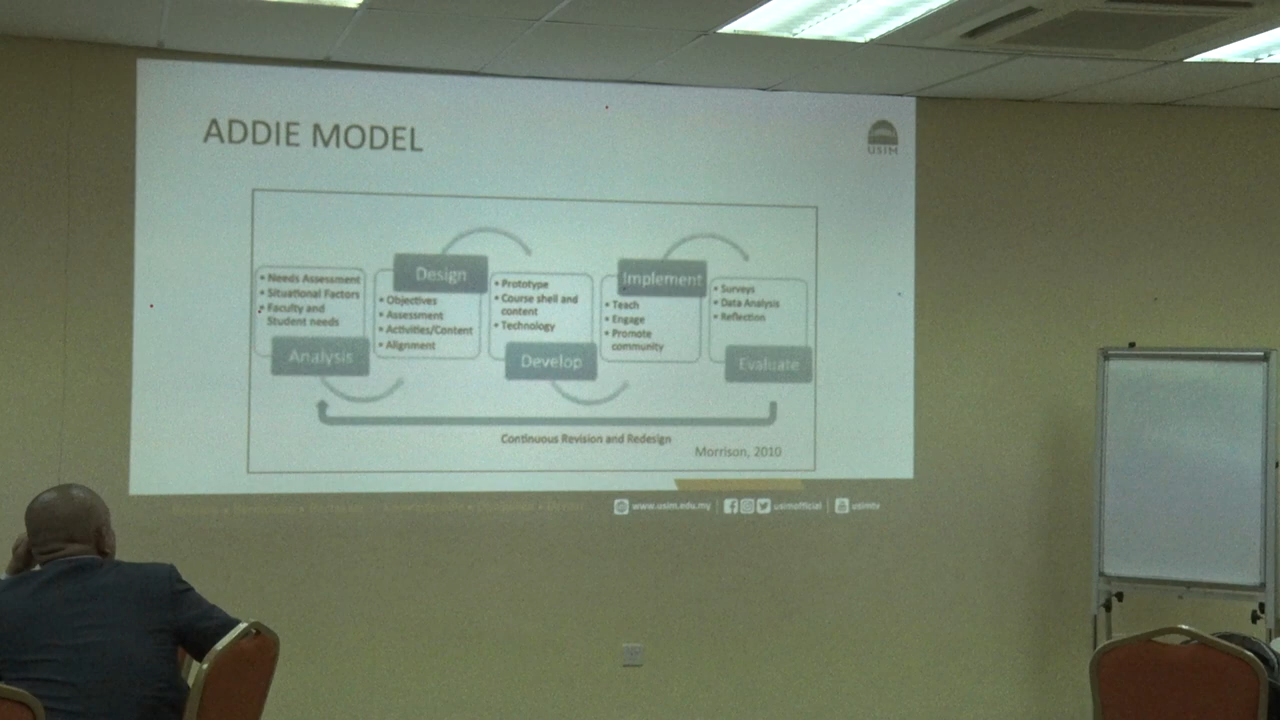 ADDIE MODEL
USIM
Design
Implement
• Needs Assessment
• Situational Factors
• Faculty and
Student needs
Analysis
• Objectives
• Assessment
• Activities/Content
• Alignment
• Prototype
• Course shell and
content
• Technology
Develop
• Teach
• Engage
• Promote
community
• Surveys
• Data Analysis
• Reflection
Evaluate
Continuous Revision and Redesign
Morrison, 2010
www.usim.edu.my | usimofficial | usimtv